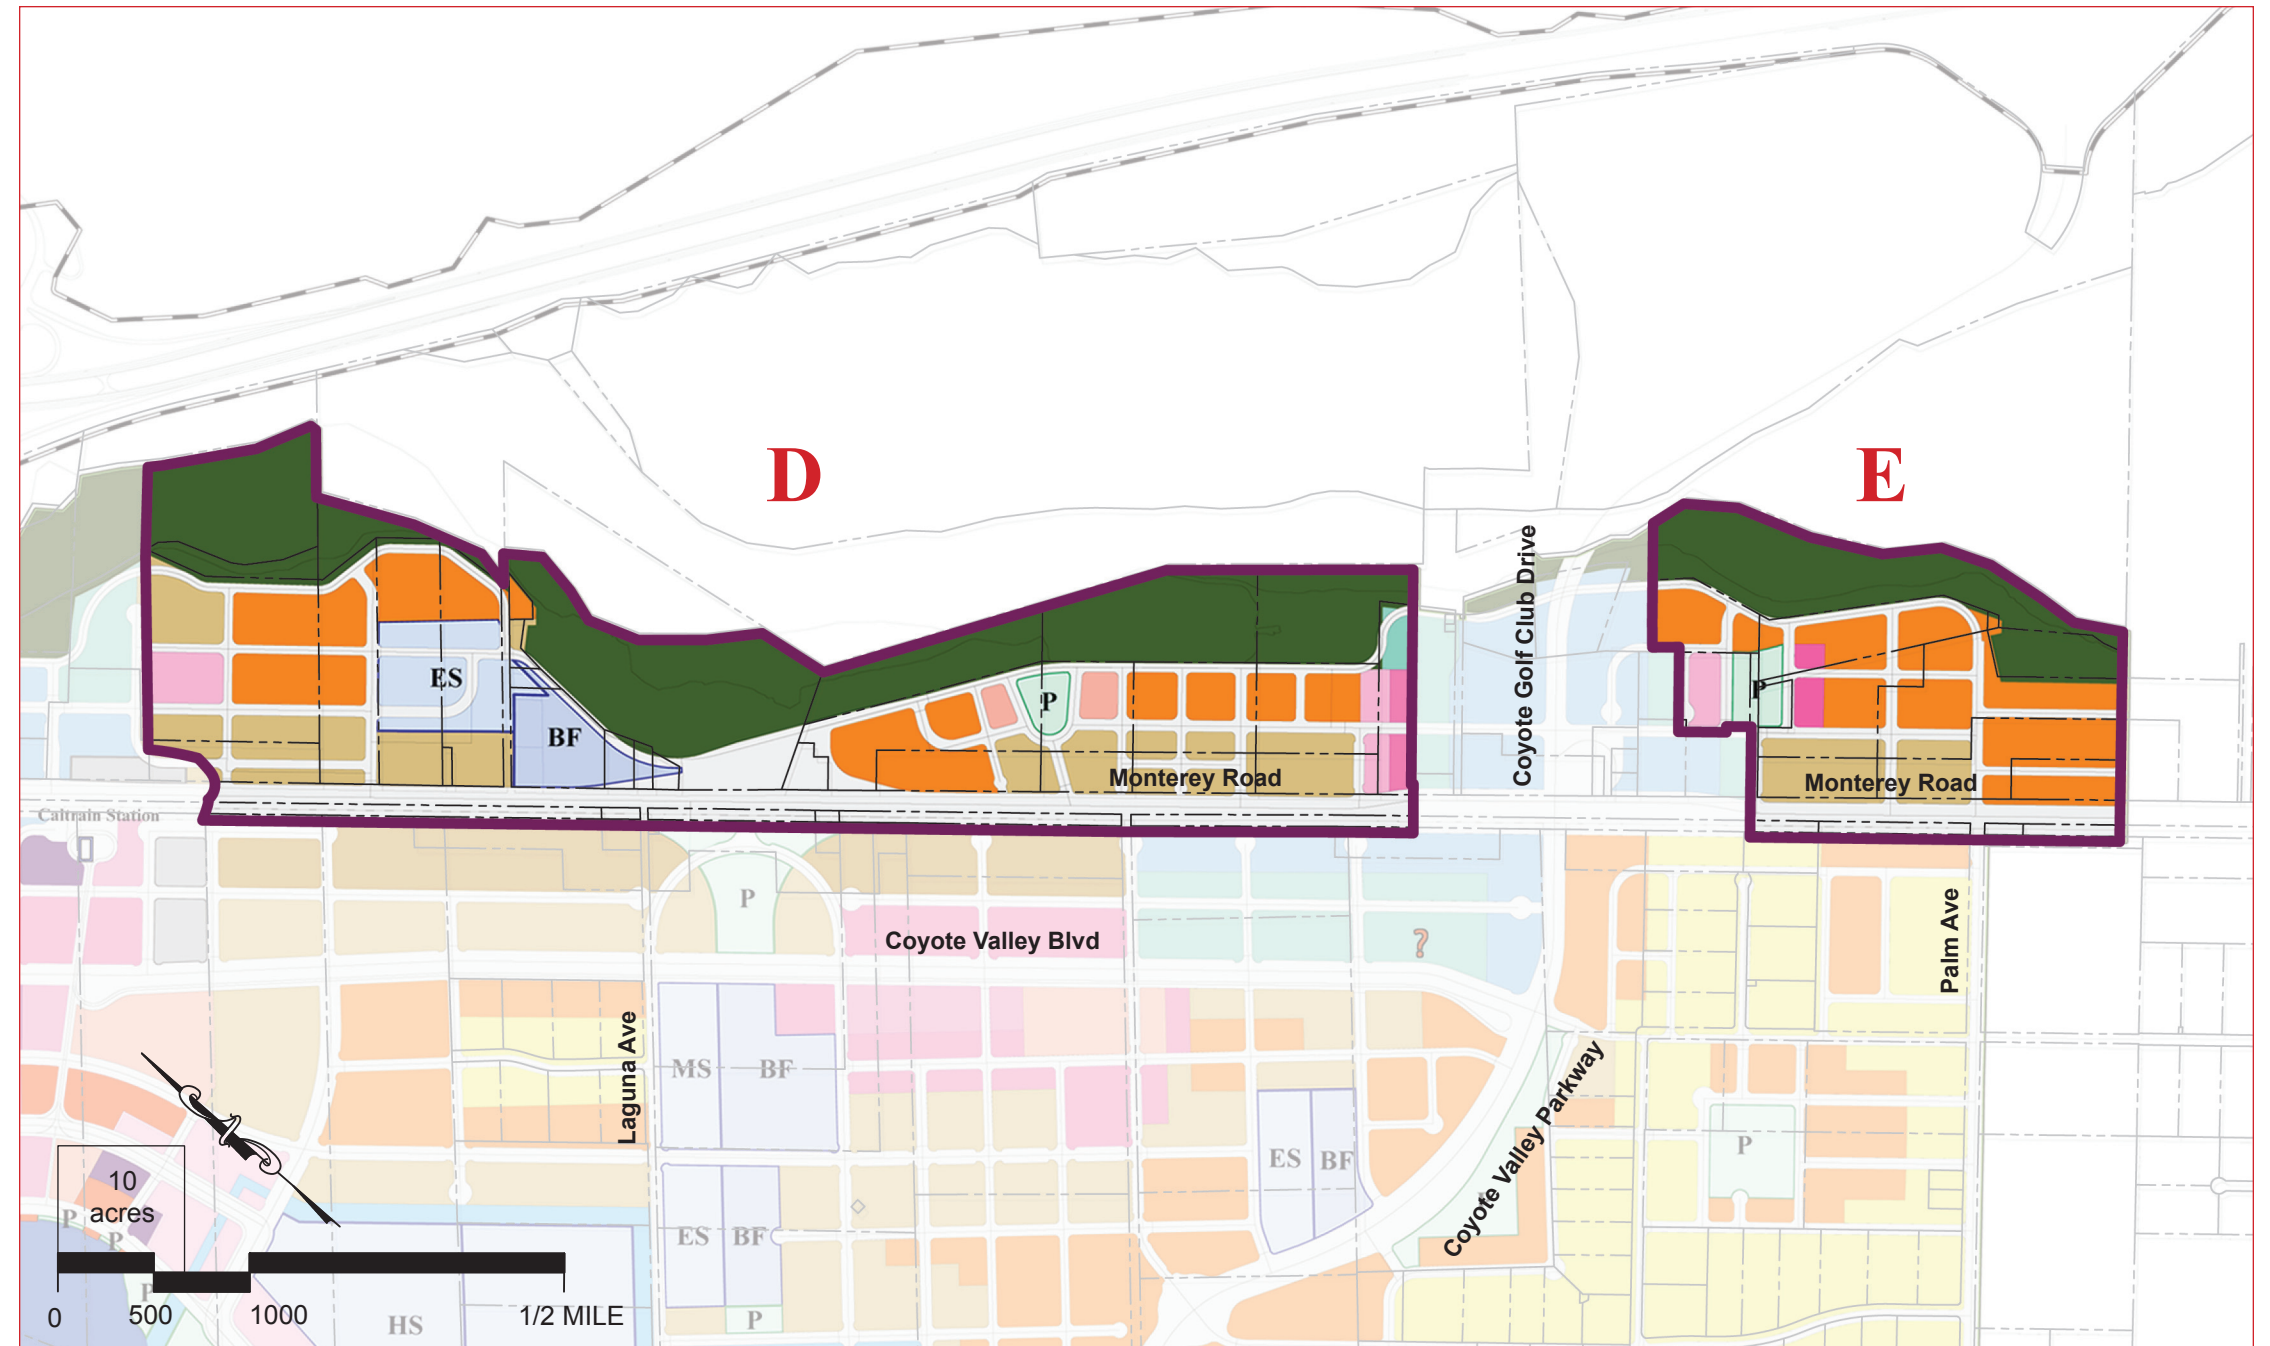 D
E
Coyote Golf Club Drive
ES
P
P
BF
Monterey Road
Monterey Road
Caltrain Station
P
Coyote Valley Blvd
?
Palm Ave
Laguna Ave
MS
BF
Coyote Valley Parkway
ES
BF
P
10
acres
P
P
ES
BF
P
0
500
1000
1/2 MILE
HS
P